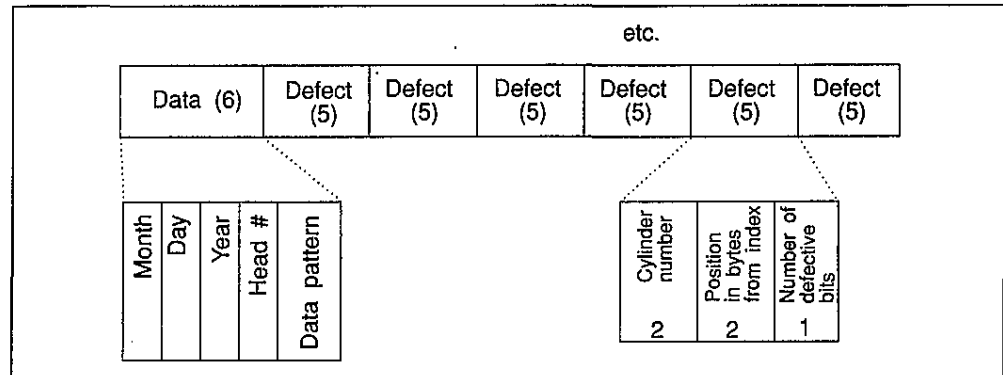 etc.
Data (6)
Defect
(5)
Defect
(5)
Defect
(5)
Defect
(5)
Defect
(5)
Defect
(5)
Month
Day
Year
Head #
Data pattern
Cylinder
number
2
Position
in bytes
from index
2
Number of
defective
bits
1